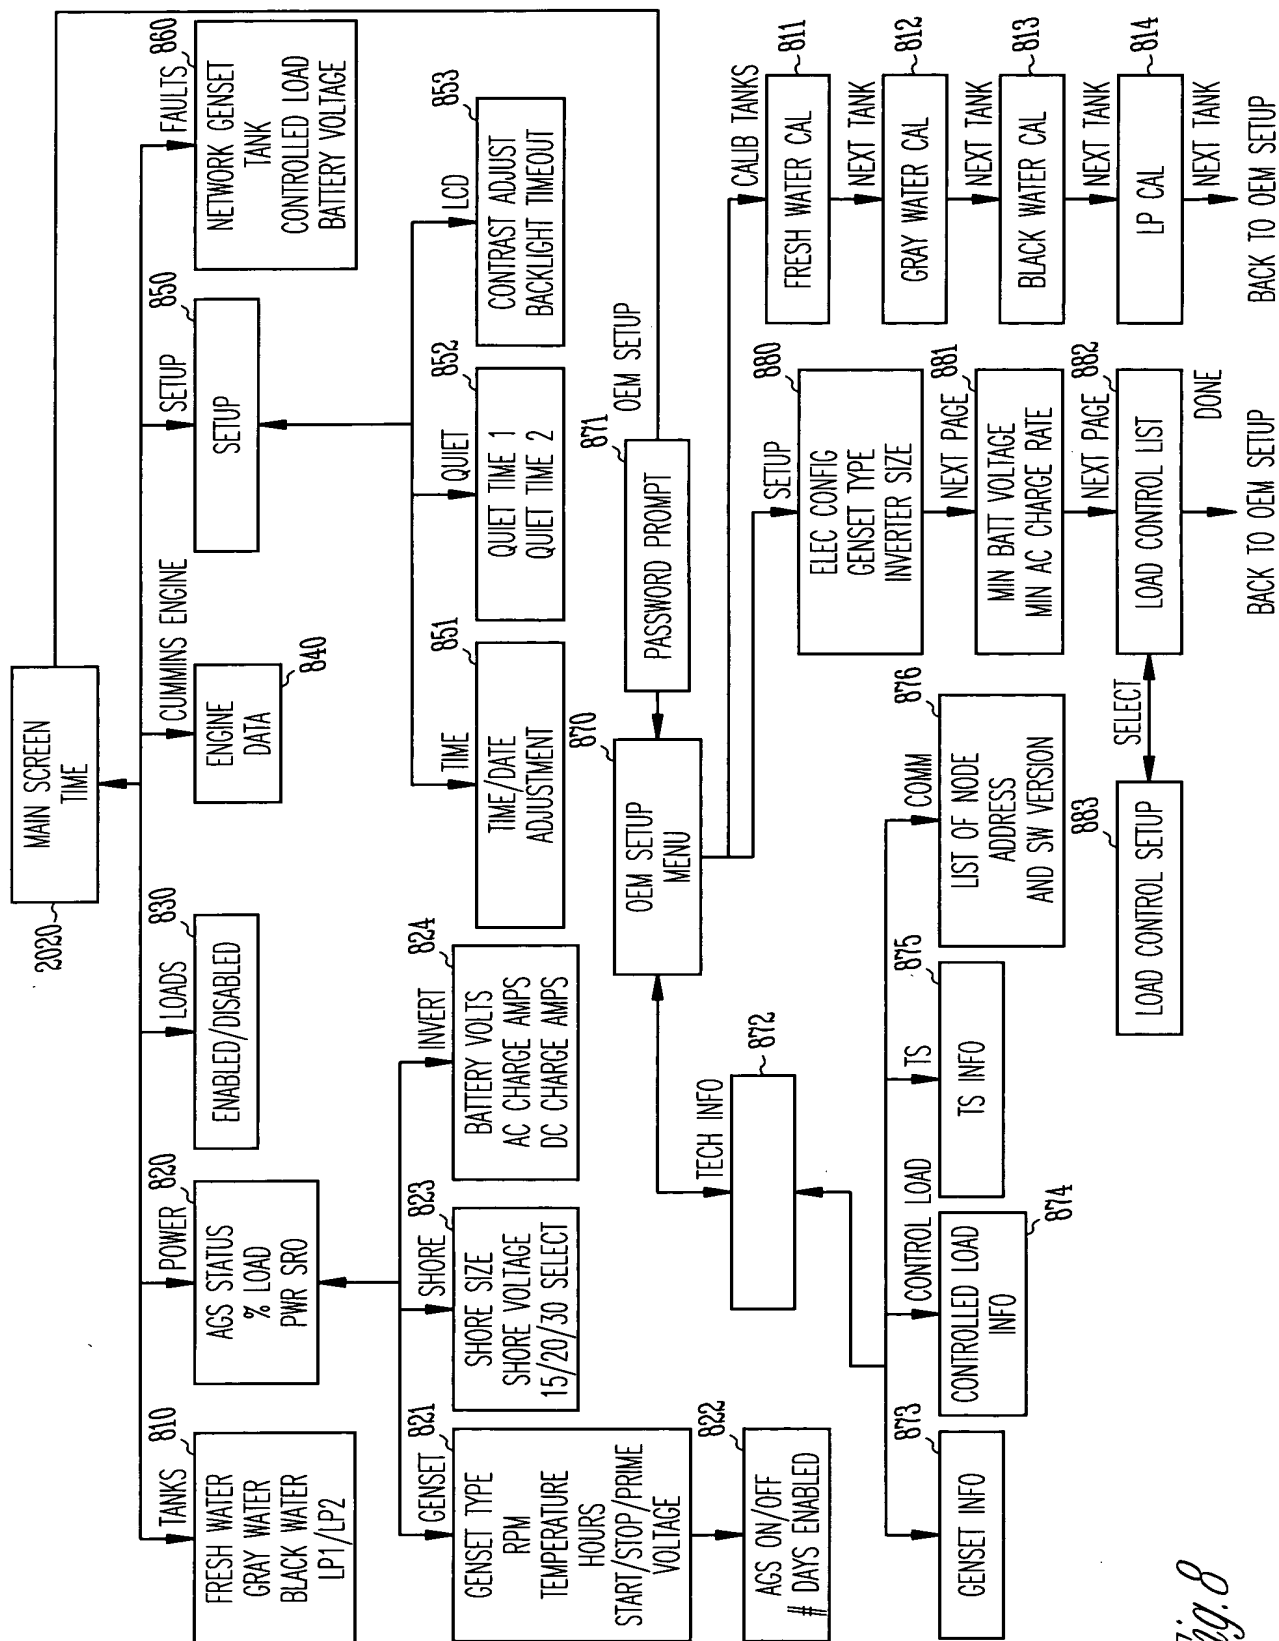 MAIN SCREEN
TIME
2020
TANKS
810
FRESH WATER
GRAY WATER
BLACK WATER
LP1/LP2
POWER
820
AGS STATUS
% LOAD
PWR SRO
LOADS
830
ENABLED/DISABLED
CUMMINS ENGINE
ENGINE
DATA
840
SETUP
850
SETUP
FAULTS
860
NETWORK GENSET
TANK
CONTROLLED LOAD
BATTERY VOLTAGE
GENSET
821
GENSET TYPE
RPM
TEMPERATURE
HOURS
START/STOP/PRIME
VOLTAGE
822
AGS ON/OFF
# DAYS ENABLED
SHORE
823
SHORE SIZE
SHORE VOLTAGE
15/20/30 SELECT
INVERT
824
BATTERY VOLTS
AC CHARGE AMPS
DC CHARGE AMPS
TIME
851
TIME/DATE
ADJUSTMENT
QUIET
852
QUIET TIME 1
QUIET TIME 2
LCD
853
CONTRAST ADJUST
BACKLIGHT TIMEOUT
OEM SETUP
871
PASSWORD PROMPT
870
OEM SETUP
MENU
TECH INFO
872
873
GENSET INFO
CONTROL LOAD
CONTROLLED LOAD
INFO
874
TS
875
TS INFO
COMM
876
LIST OF NODE
ADDRESS
AND SW VERSION
SETUP
880
ELEC CONFIG
GENSET TYPE
INVERTER SIZE
NEXT PAGE
881
MIN BATT VOLTAGE
MIN AC CHARGE RATE
NEXT PAGE
882
LOAD CONTROL LIST
SELECT
883
LOAD CONTROL SETUP
DONE
BACK TO OEM SETUP
CALIB TANKS
FRESH WATER CAL
811
NEXT TANK
GRAY WATER CAL
812
NEXT TANK
BLACK WATER CAL
813
NEXT TANK
LP CAL
814
NEXT TANK
BACK TO OEM SETUP
Fig. 8